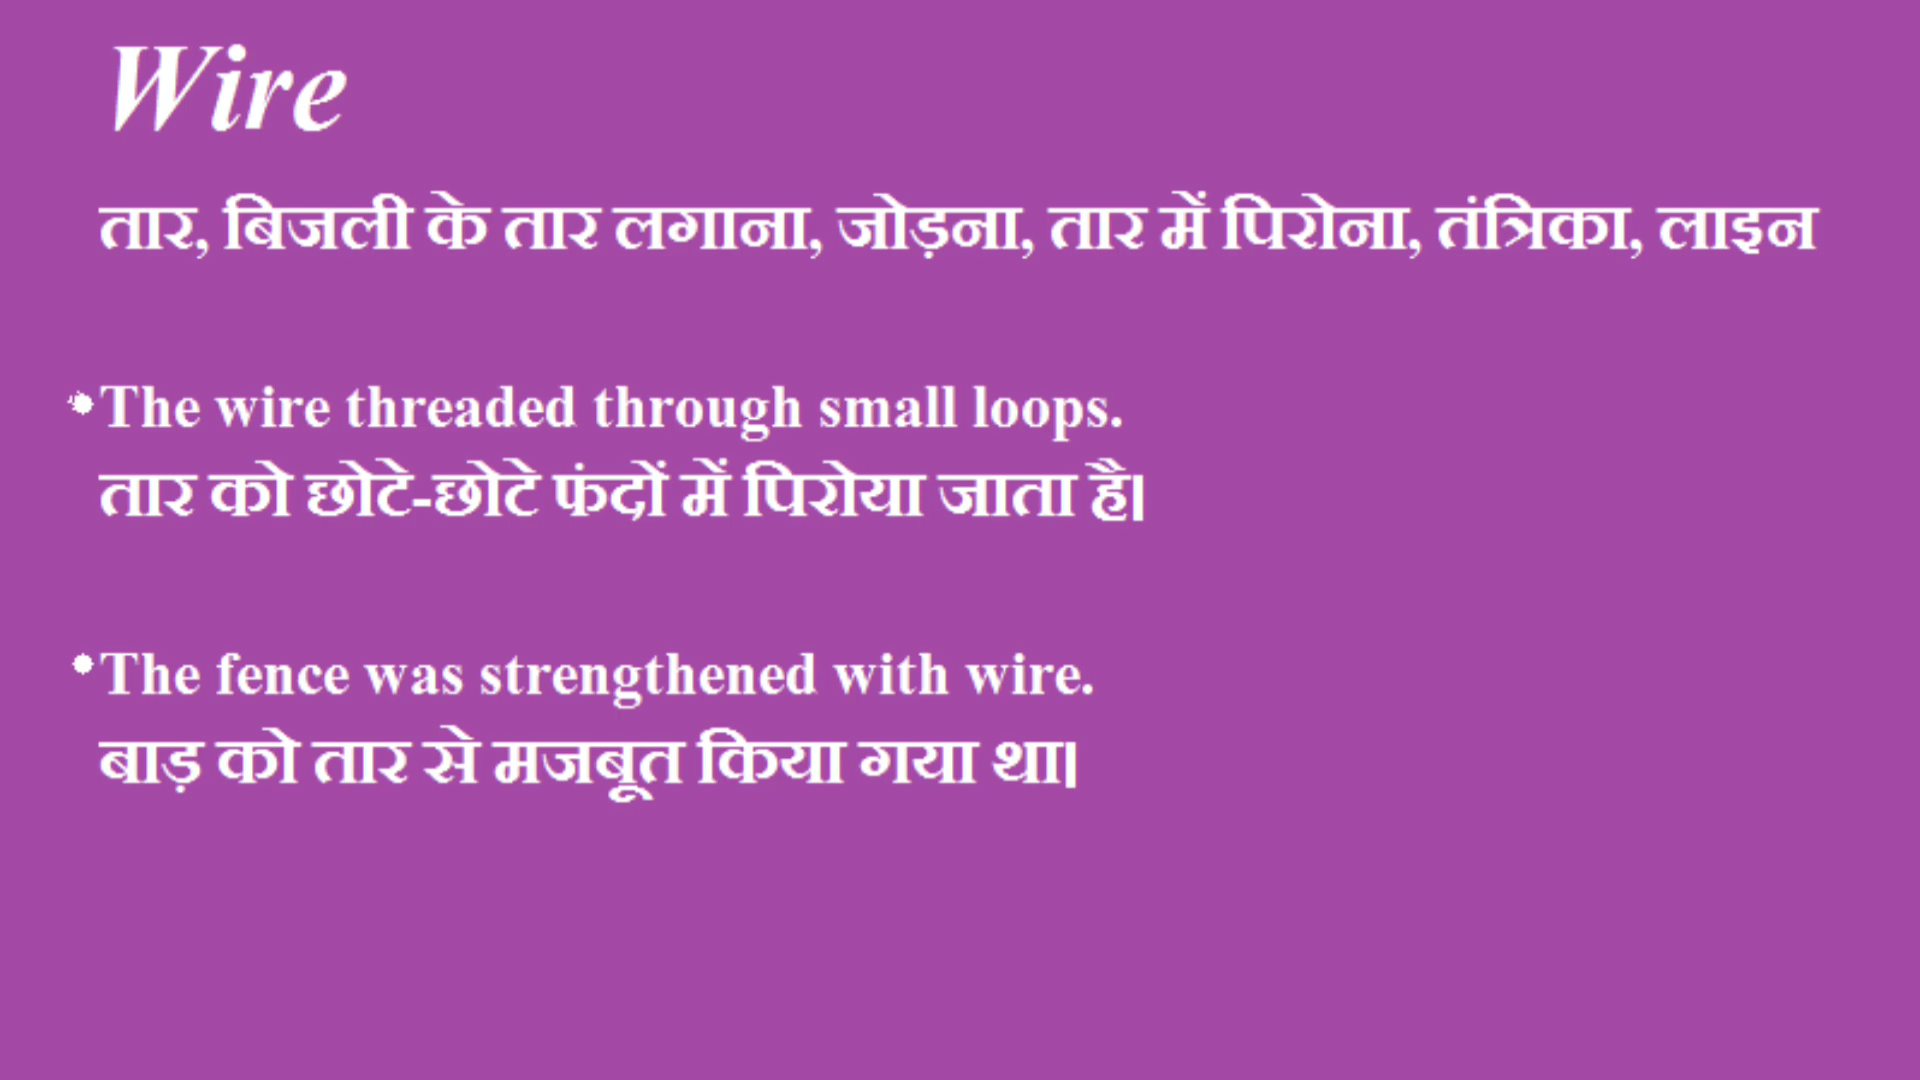 Wire
तार, बिजली के तार लगाना, जोड़ना, तार में पिरोना, तंत्रिका, लाइन
•The wire threaded through small loops.
तार को छोटे-छोटे फंदों में पिरोया जाता है।
•The fence was strengthened with wire.
बाड़ को तार से मजबूत किया गया था।